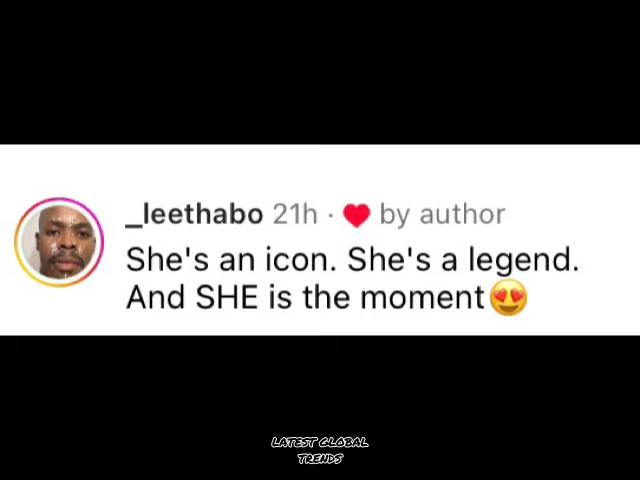 _leethabo 21h · ❤️ by author
She's an icon. She's a legend.
And SHE is the moment😍
LATEST GLOBAL
TRENDS